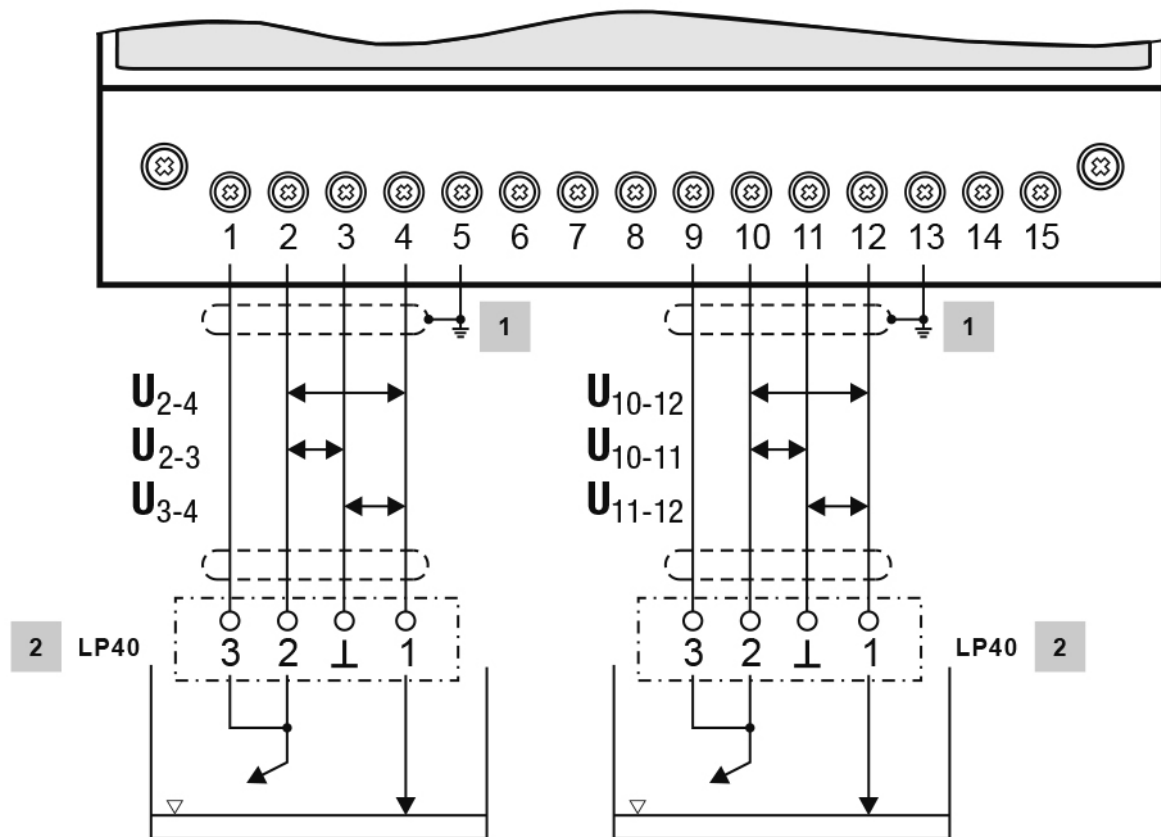 1 2 3 4 5 6 7 8 9 10 11 12 13 14 15
1 1
U2-4 U10-12
U2-3 U10-11
U3-4 U11-12
2 LP40 3 2 ⊥ 1 3 2 ⊥ 1 LP40 2